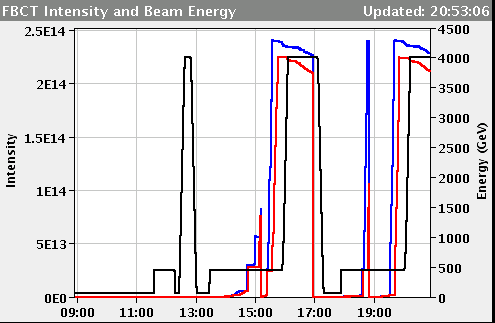 FBCT Intensity and Beam Energy Updated: 20:53:06
2.5E14
2E14
1.5E14
1E14
5E13
0E0
Intensity
4500
4000
3500
3000
2500
2000
1500
1000
500
0
Energy (GeV)
09:00 11:00 13:00 15:00 17:00 19:00